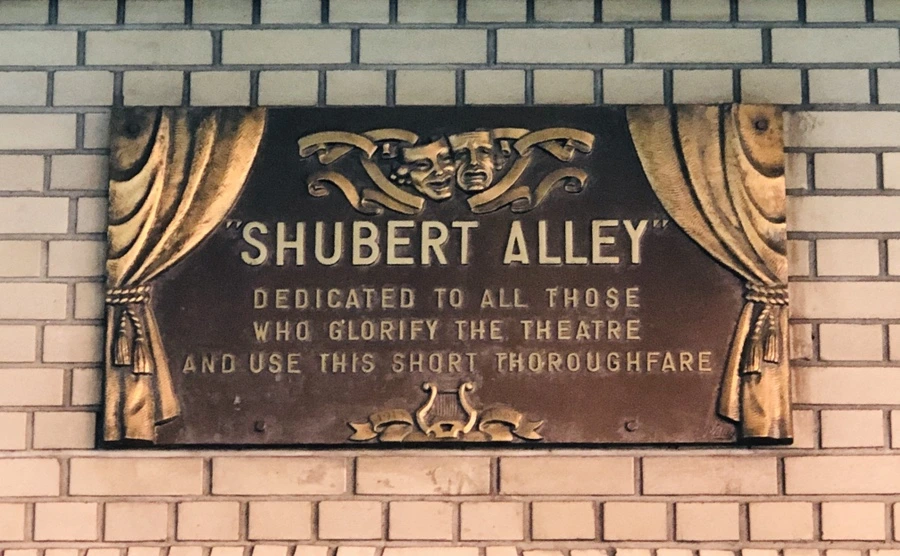 "SHUBERT ALLEY"
DEDICATED TO ALL THOSE
WHO GLORIFY THE THEATRE
AND USE THIS SHORT THOROUGHFARE